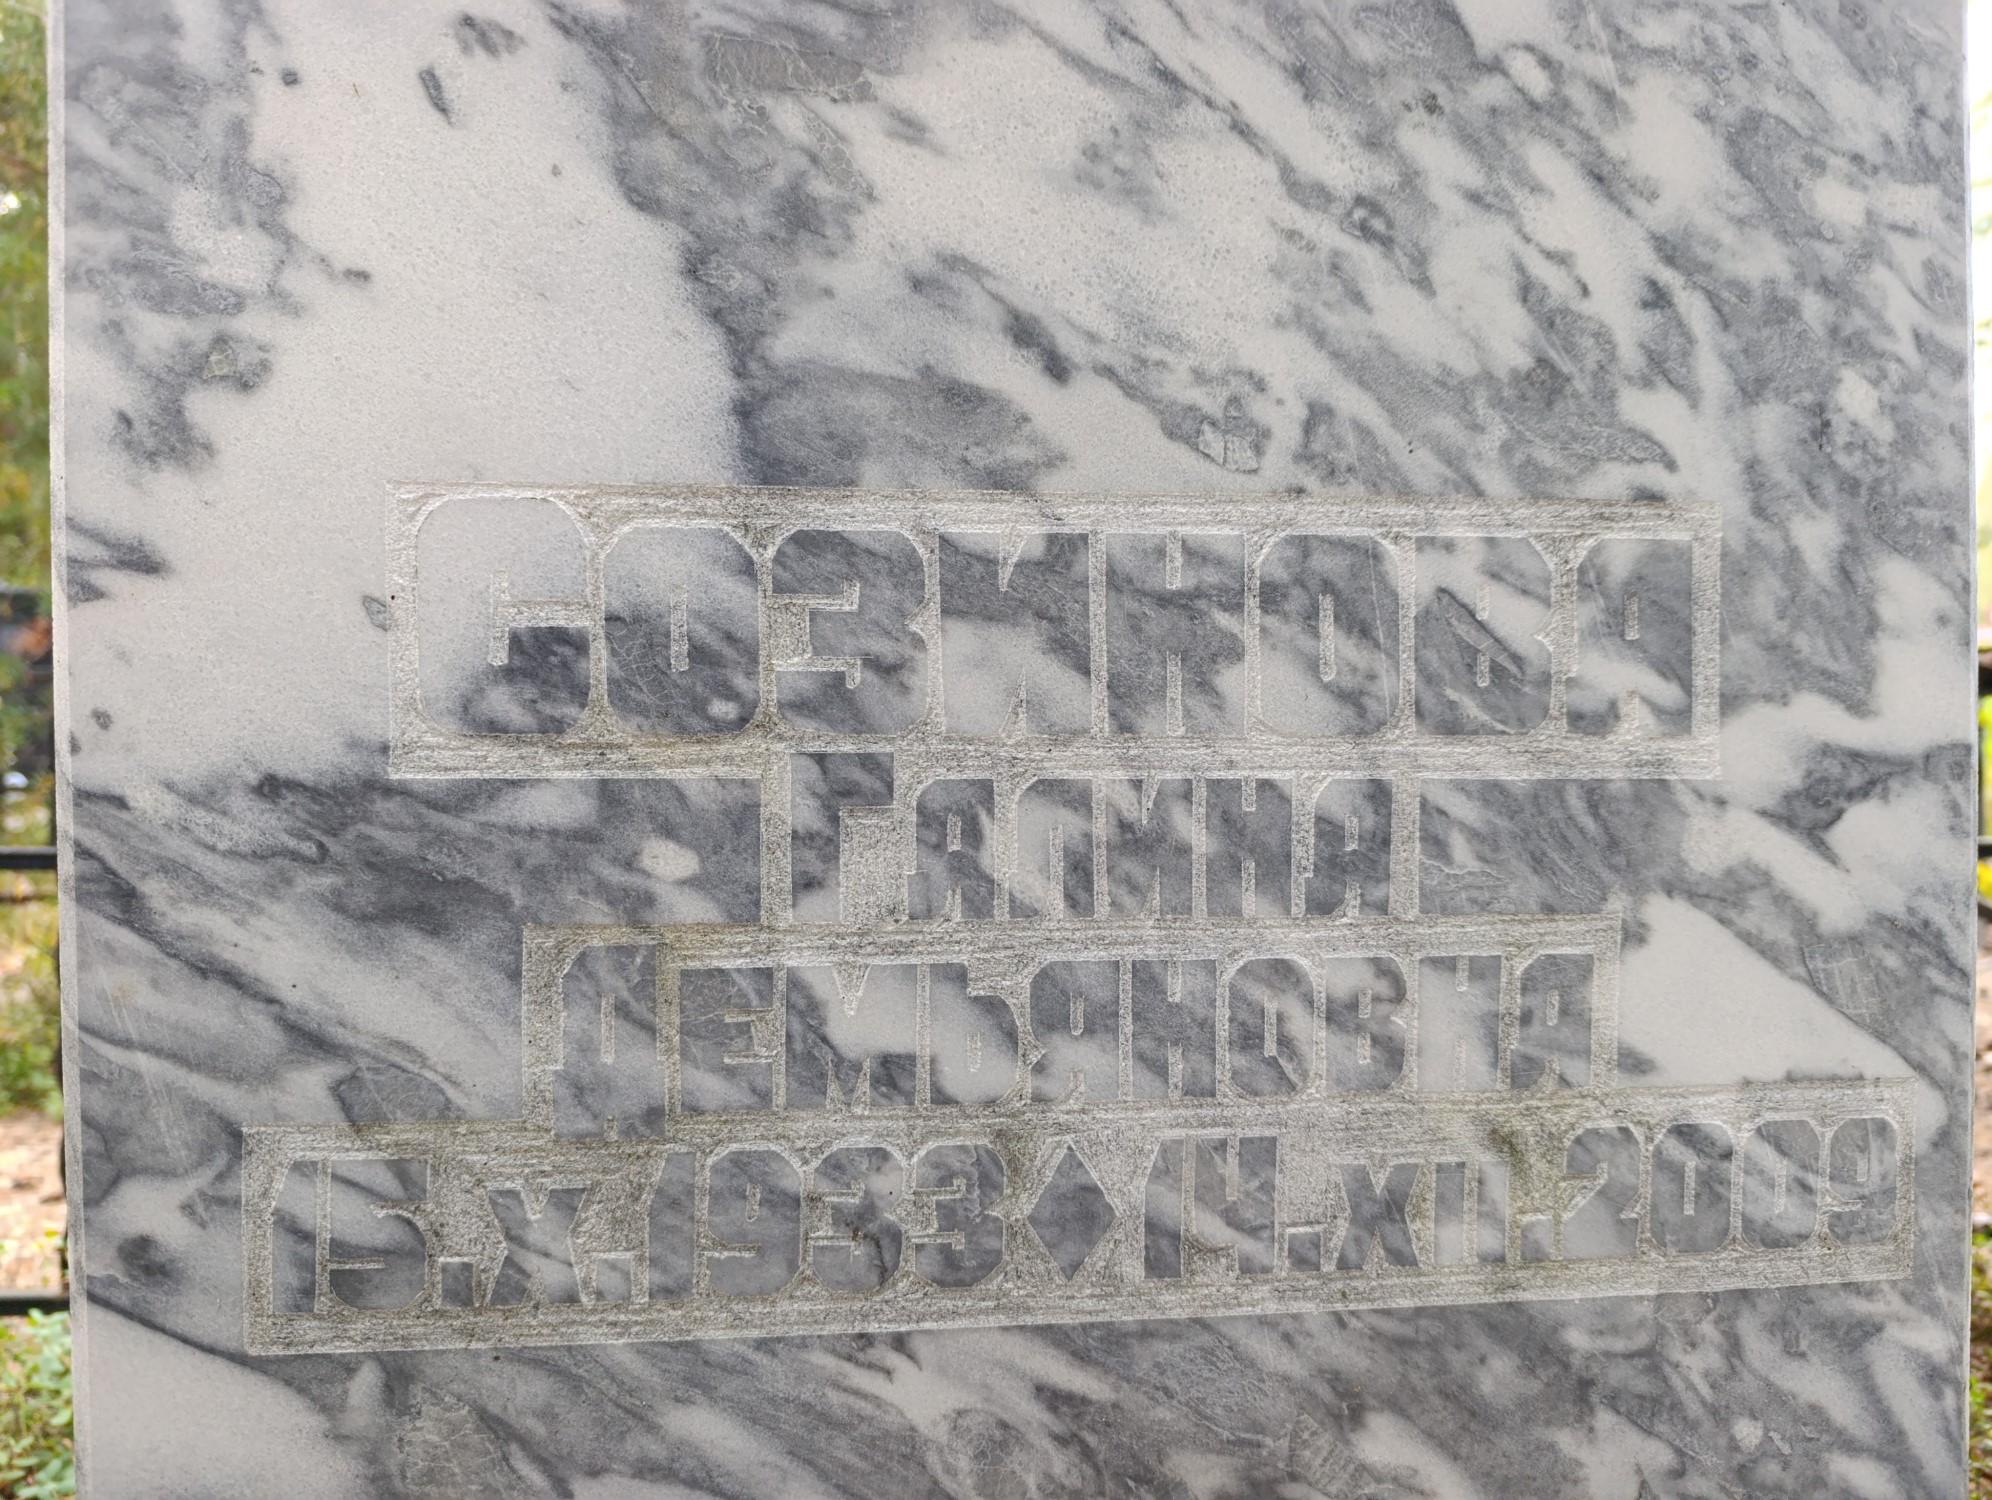 Созинова
Галина
Демьяновна
15.X.1933♦14.XII.2009